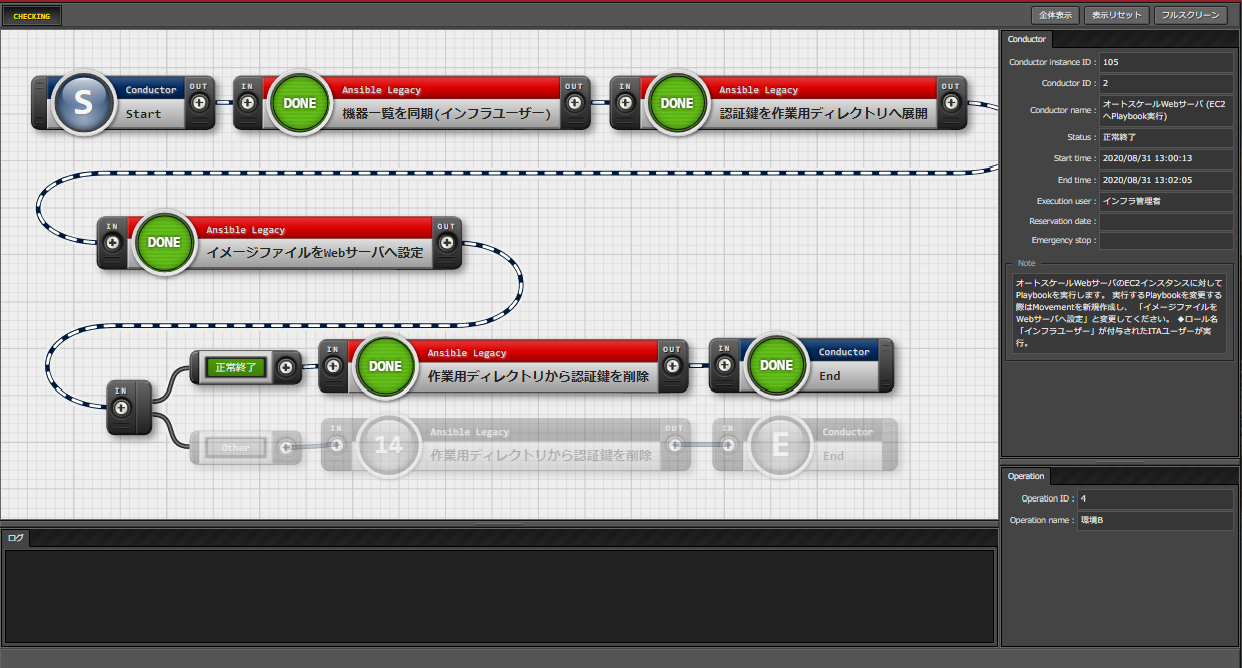 CHECKING
全体表示
表示リセット
フルスクリーン
S
Conductor
Start
OUT
IN
DONE
Ansible Legacy
機器一覧を同期(インフラユーザー)
OUT
IN
DONE
Ansible Legacy
認証鍵を作業用ディレクトリへ展開
OUT
IN
DONE
Ansible Legacy
イメージファイルをWebサーバへ設定
OUT
IN
正常終了
IN
DONE
Ansible Legacy
作業用ディレクトリから認証鍵を削除
OUT
IN
DONE
Conductor
End
Other
IN
14
Ansible Legacy
作業用ディレクトリから認証鍵を削除
OUT
IN
E
Conductor
End
Conductor
Conductor instance ID : 105
Conductor ID : 2
Conductor name : オートスケールWebサーバ (EC2
へPlaybook実行)
Status : 正常終了
Start time : 2020/08/31 13:00:13
End time : 2020/08/31 13:02:05
Execution user : インフラ管理者
Reservation date :
Emergency stop :
Note
オートスケールWebサーバのEC2インスタンスに対して
Playbookを実行します。 実行するPlaybookを変更する
際はMovementを新規作成し、 「イメージファイルを
Webサーバへ設定」と変更してください。 ◆ロール名
「インフラユーザー」が付与されたITAユーザーが実
行。
Operation
Operation ID : 4
Operation name : 環境B
ログ